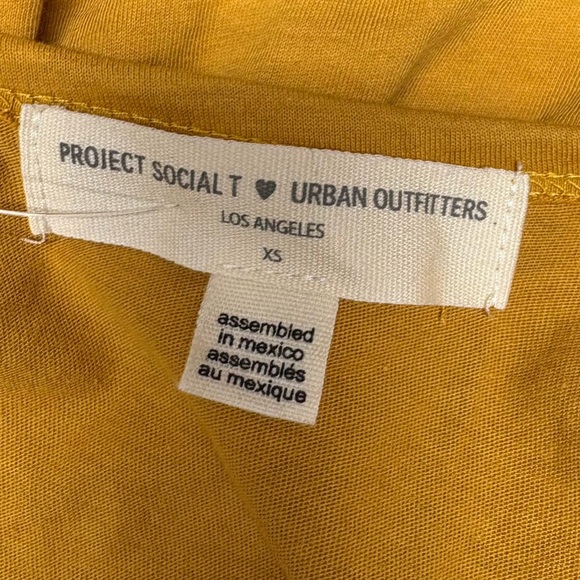 PROJECT SOCIAL T ♥ URBAN OUTFITTERS
LOS ANGELES
XS
assembled
in mexico
assemblés
au mexique